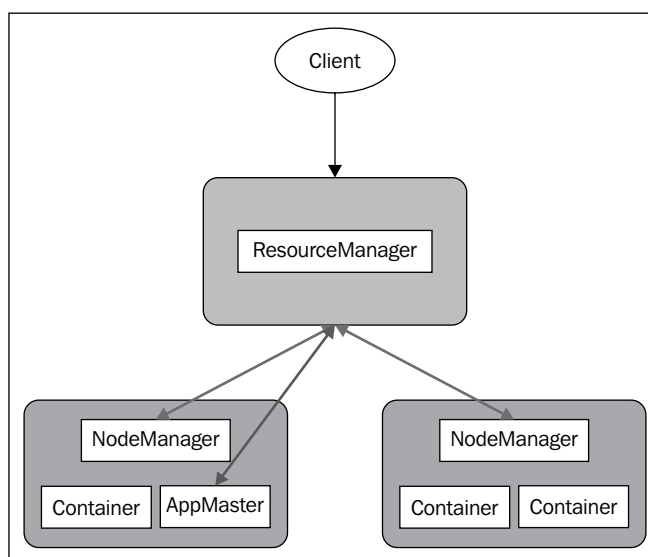 Client
ResourceManager
NodeManager
Container
AppMaster
NodeManager
Container
Container